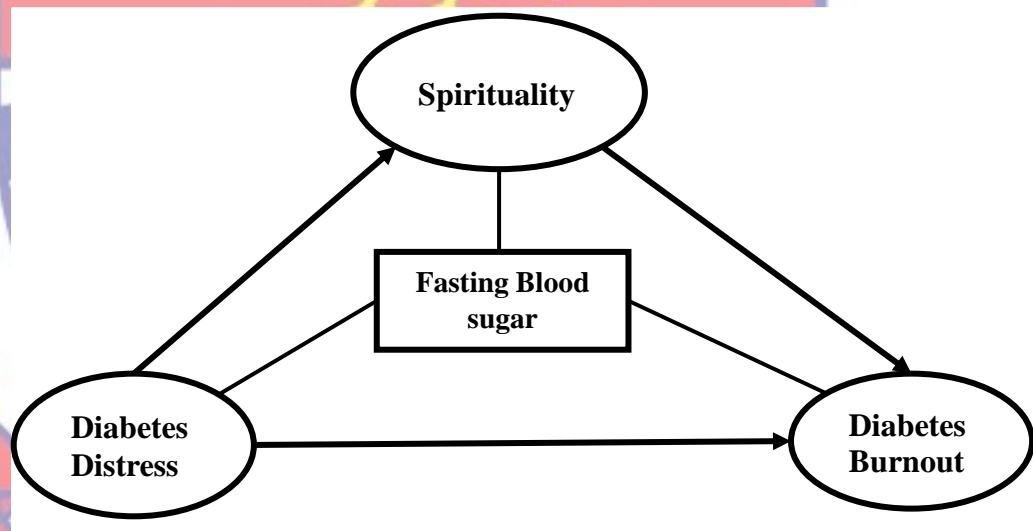 Spirituality
Fasting Blood
sugar
Diabetes
Distress
Diabetes
Burnout